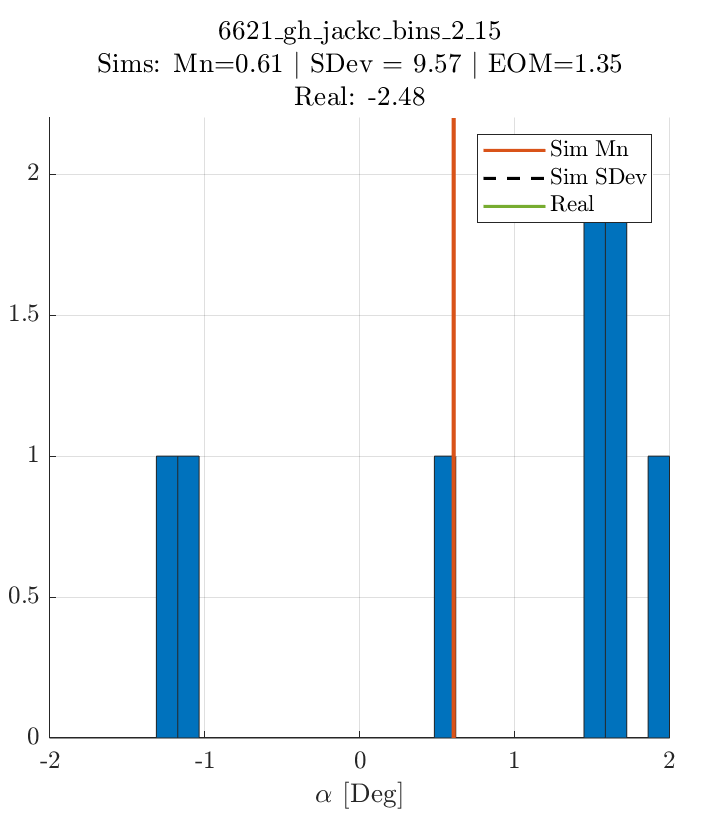 6621_gh_jackc_bins_2_15
Sims: Mn=0.61 | SDev = 9.57 | EOM=1.35
Real: -2.48
Sim Mn
Sim SDev
Real
2
1.5
1
0.5
0
-2
-1
0
1
2
α [Deg]